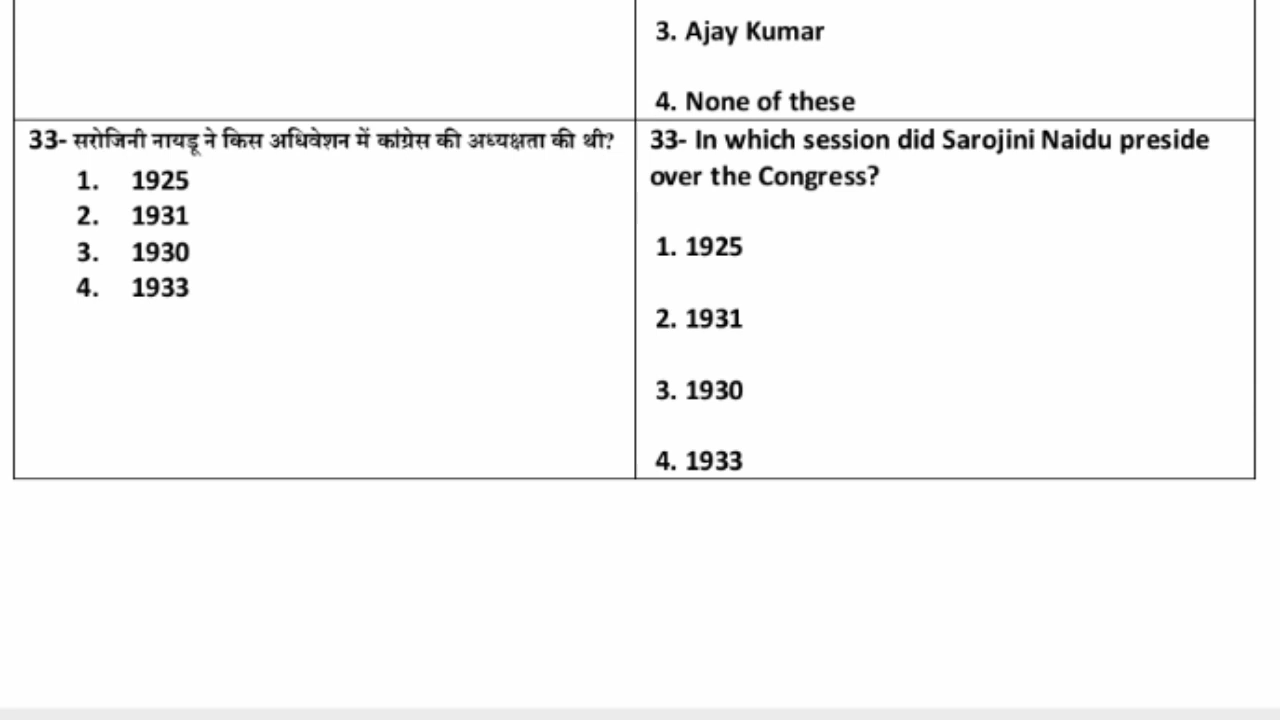 3. Ajay Kumar
4. None of these
33- सरोजिनी नायडू ने किस अधिवेशन में कांग्रेस की अध्यक्षता की थी?
1. 1925
2. 1931
3. 1930
4. 1933
33- In which session did Sarojini Naidu preside
over the Congress?
1. 1925
2. 1931
3. 1930
4. 1933